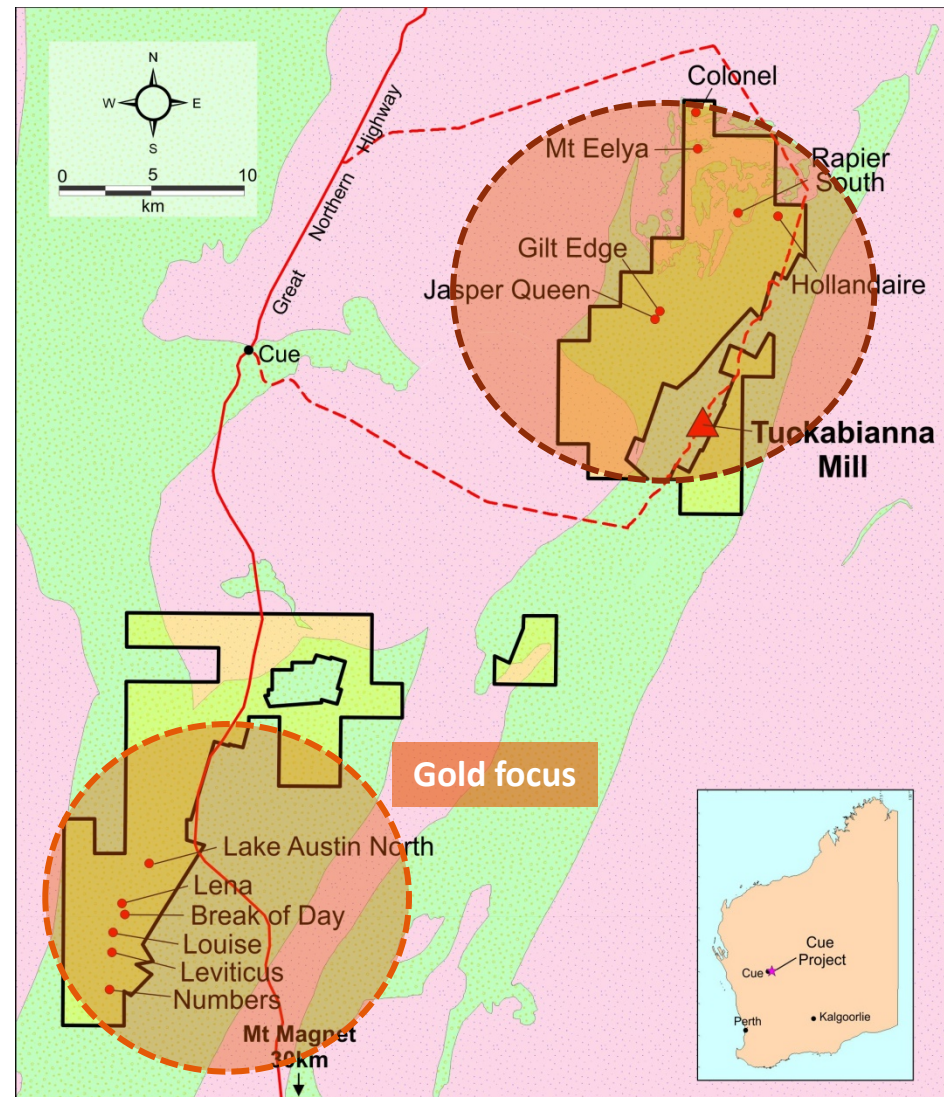 N
W E
S
0 5 10
km
Great Northern Highway
Colonel
Mt Eelya
Rapier
South
Gilt Edge
Jasper Queen
Hollandaire
Cue
Tuckabianna
Mill
Gold focus
Lake Austin North
Lena
Break of Day
Louise
Leviticus
Numbers
Mt Magnet
30km
Cue
Project
Cue
Perth
Kalgoorlie